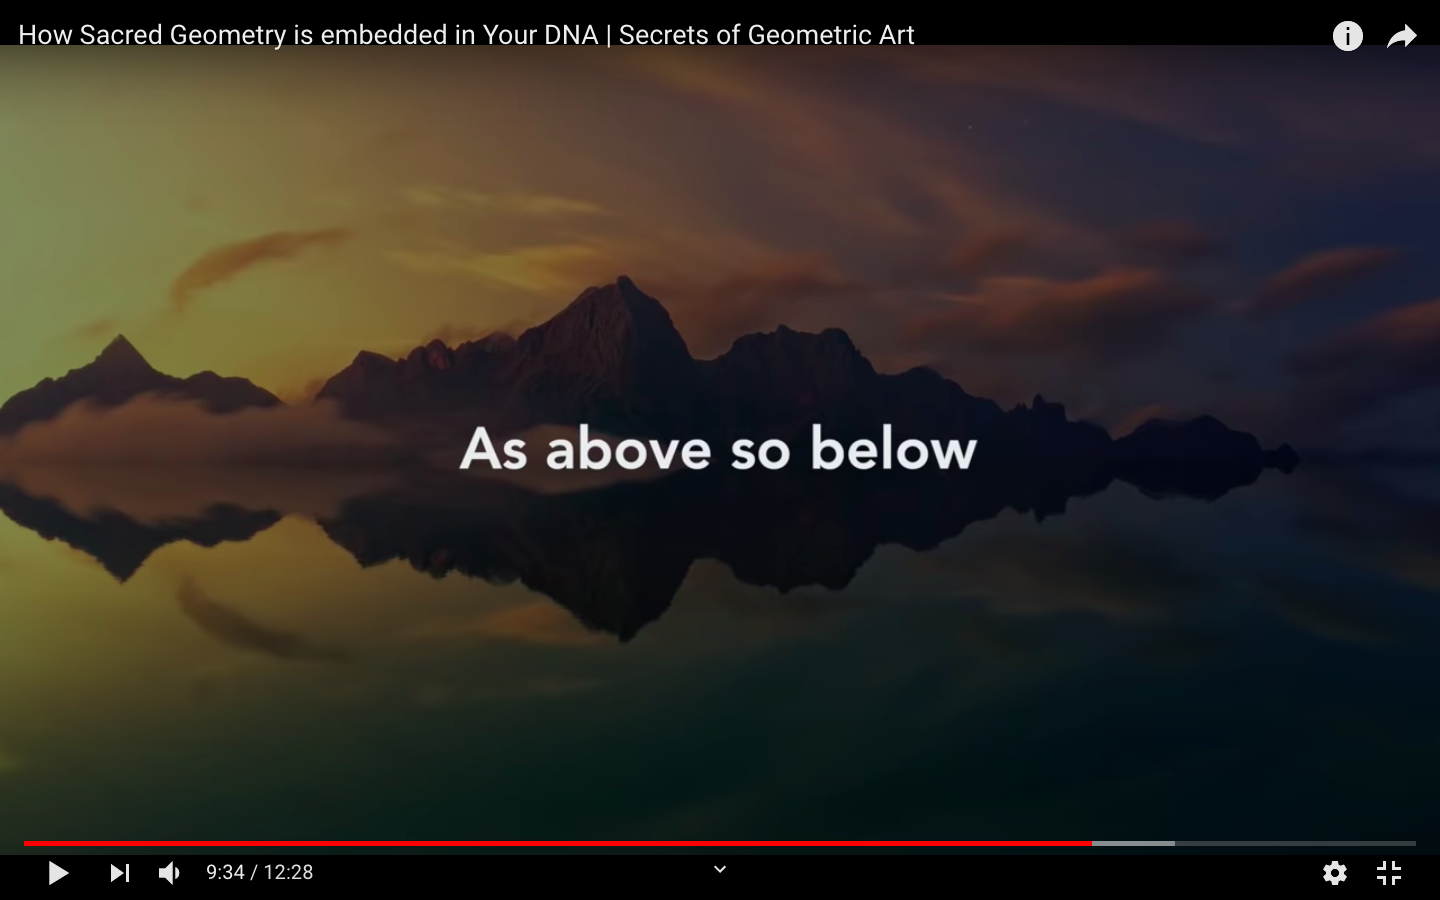 How Sacred Geometry is embedded in Your DNA | Secrets of Geometric Art
As above so below
9:34 / 12:28